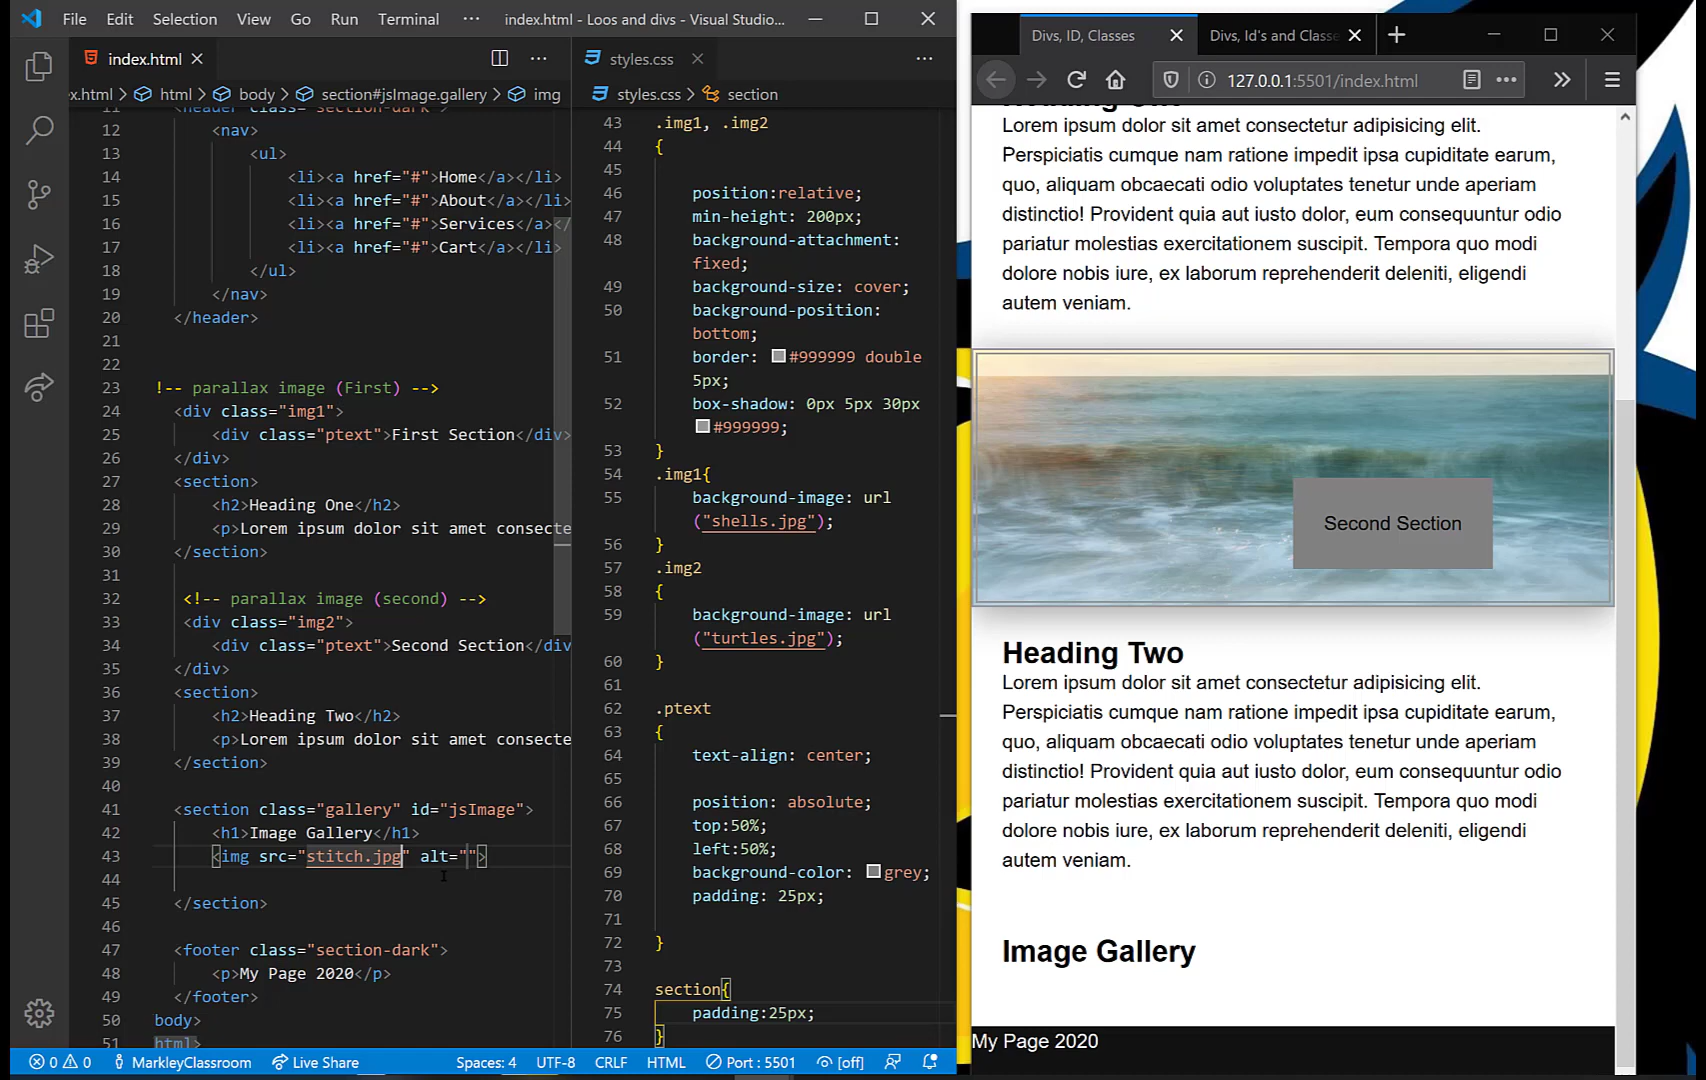 File Edit Selection View Go Run Terminal ··· index.html - Loos and divs - Visual Studio...
index.html
styles.css
x.html › html › body › section#jsImage.gallery › img
styles.css › section
11 <header class="section-dark">
12 <nav>
13 <ul>
14 <li><a href="#">Home</a></li>
15 <li><a href="#">About</a></li>
16 <li><a href="#">Services</a></
17 <li><a href="#">Cart</a></li>
18 </ul>
19 </nav>
20 </header>
21
22
23 !-- parallax image (First) -->
24 <div class="img1">
25 <div class="ptext">First Section</div>
26 </div>
27 <section>
28 <h2>Heading One</h2>
29 <p>Lorem ipsum dolor sit amet consecte
30 </section>
31
32 <!-- parallax image (second) -->
33 <div class="img2">
34 <div class="ptext">Second Section</div
35 </div>
36 <section>
37 <h2>Heading Two</h2>
38 <p>Lorem ipsum dolor sit amet consecte
39 </section>
40
41 <section class="gallery" id="jsImage">
42 <h1>Image Gallery</h1>
43 <img src="stitch.jpg" alt="">
44
45 </section>
46
47 <footer class="section-dark">
48 <p>My Page 2020</p>
49 </footer>
50 body>
51 html>
43 .img1, .img2
44 {
45
46 position:relative;
47 min-height: 200px;
48 background-attachment:
fixed;
49 background-size: cover;
50 background-position:
bottom;
51 border: #999999 double
5px;
52 box-shadow: 0px 5px 30px
#999999;
53 }
54 .img1{
55 background-image: url
("shells.jpg");
56 }
57 .img2
58 {
59 background-image: url
("turtles.jpg");
60 }
61
62 .ptext
63 {
64 text-align: center;
65
66 position: absolute;
67 top:50%;
68 left:50%;
69 background-color: grey;
70 padding: 25px;
71
72 }
73
74 section{
75 padding:25px;
76 }
0 0 MarkleyClassroom Live Share Spaces: 4 UTF-8 CRLF HTML Port : 5501 [off]
Divs, ID, Classes
Divs, Id's and Classe
127.0.0.1:5501/index.html
Heading One
Lorem ipsum dolor sit amet consectetur adipisicing elit.
Perspiciatis cumque nam ratione impedit ipsa cupiditate earum,
quo, aliquam obcaecati odio voluptates tenetur unde aperiam
distinctio! Provident quia aut iusto dolor, eum consequuntur odio
pariatur molestias exercitationem suscipit. Tempora quo modi
dolore nobis iure, ex laborum reprehenderit deleniti, eligendi
autem veniam.
Second Section
Heading Two
Lorem ipsum dolor sit amet consectetur adipisicing elit.
Perspiciatis cumque nam ratione impedit ipsa cupiditate earum,
quo, aliquam obcaecati odio voluptates tenetur unde aperiam
distinctio! Provident quia aut iusto dolor, eum consequuntur odio
pariatur molestias exercitationem suscipit. Tempora quo modi
dolore nobis iure, ex laborum reprehenderit deleniti, eligendi
autem veniam.
Image Gallery
My Page 2020